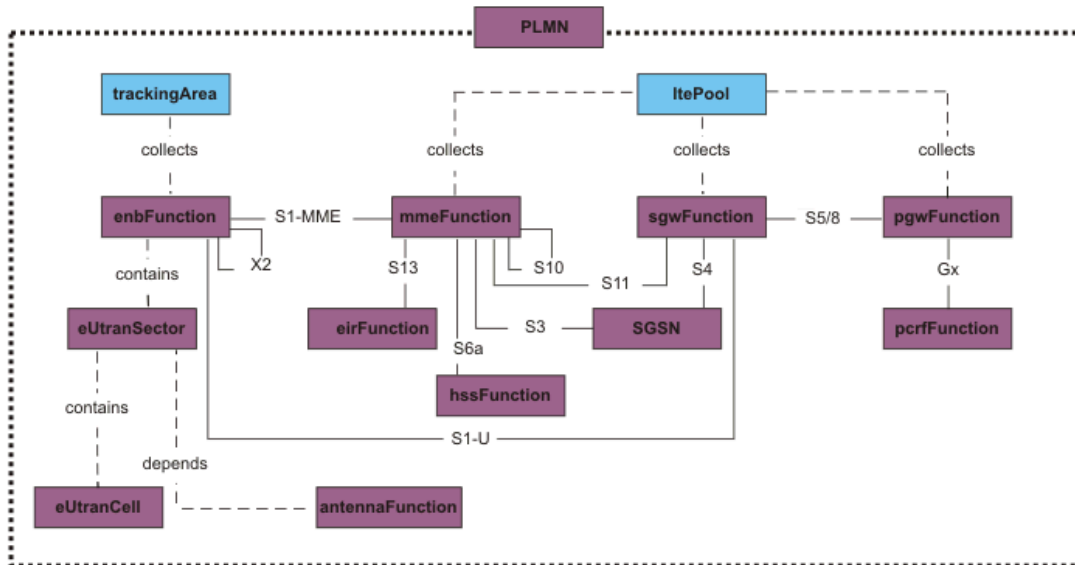 PLMN
trackingArea
ltePool
collects
collects
collects
collects
enbFunction
S1-MME
mmeFunction
sgwFunction
S5/8
pgwFunction
X2
S13
S10
S4
Gx
contains
S11
eUtranSector
eirFunction
S3
SGSN
pcrfFunction
S6a
hssFunction
contains
S1-U
depends
eUtranCell
antennaFunction